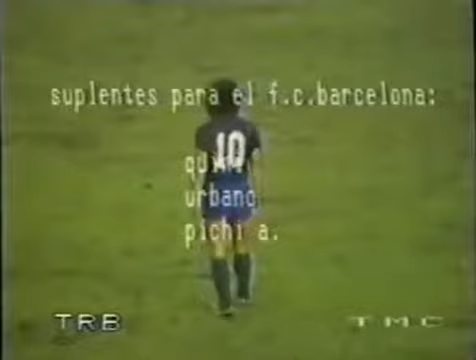 suplentes para el f.c.barcelona:
10
urbano
pichi a.
TRB
TMC